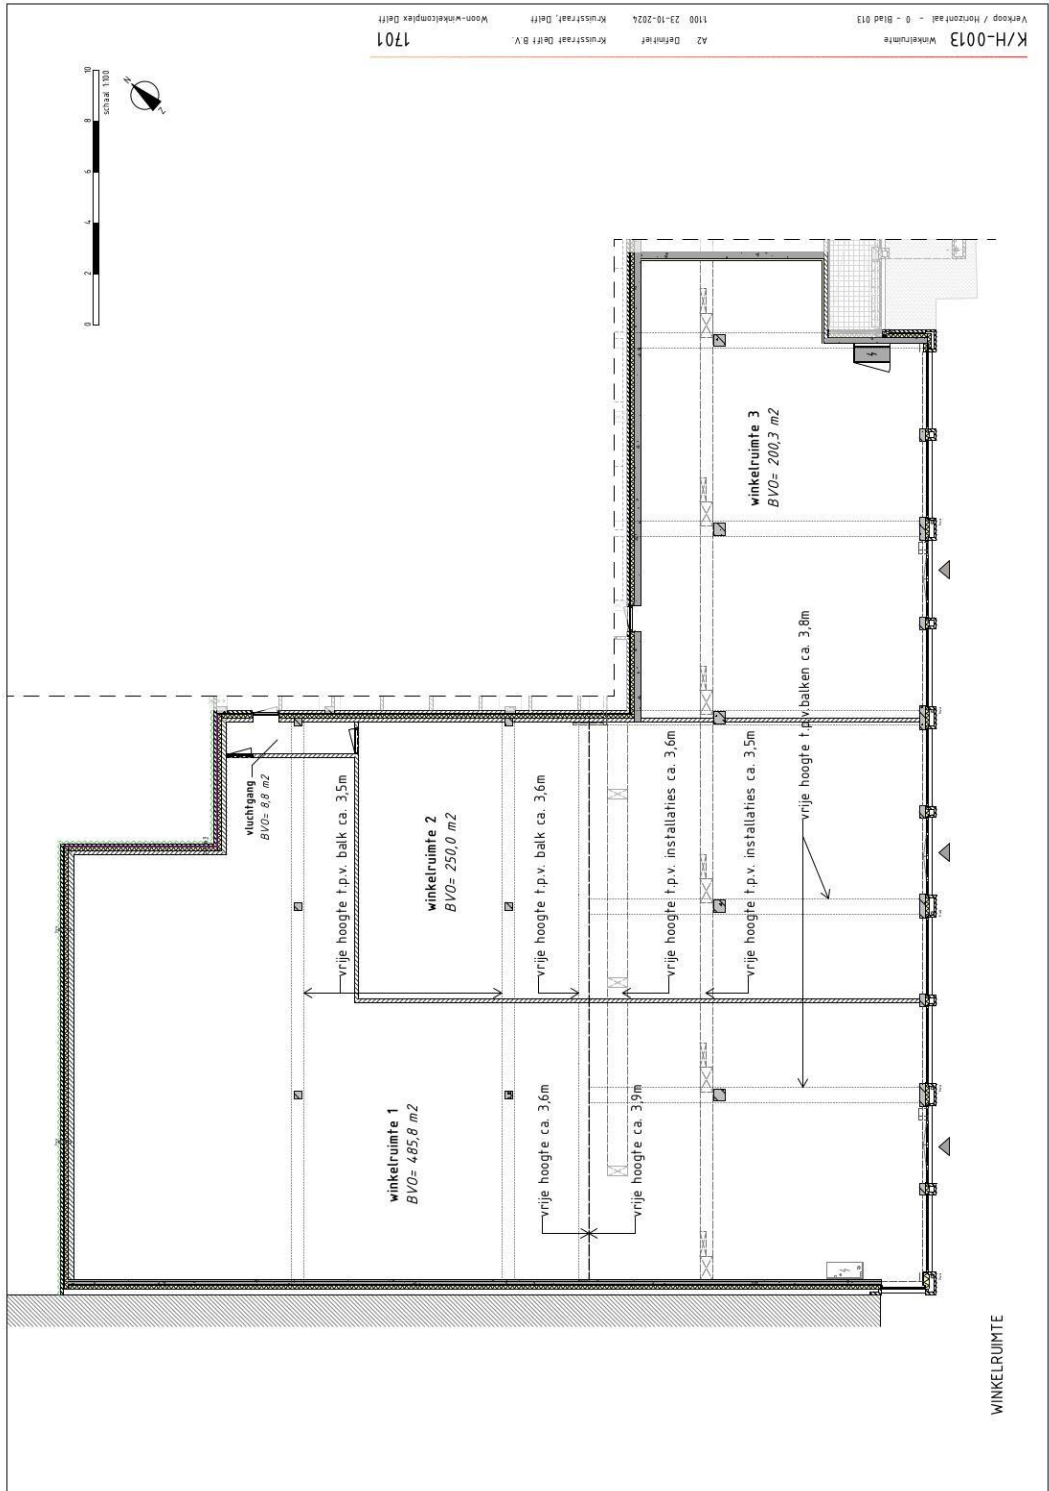 K/H-0013 Winkelruimte
A2 Definitief
Kruisstraat Delft B.V.
1701
Verkoop / Horizontaal - 0 - Blad 013
1:100 23-10-2024
Kruisstraat, Delft
Woon-winkelcomplex Delft
0 2 4 6 8 10
schaal 1:100
N
Z
winkelruimte 3
BVO= 200,3 m2
vluchtgang
BVO= 8,8 m2
winkelruimte 2
BVO= 250,0 m2
vrije hoogte t.p.v. balk ca. 3,5m
vrije hoogte t.p.v. balk ca. 3,6m
vrije hoogte t.p.v. installaties ca. 3,6m
vrije hoogte t.p.v. installaties ca. 3,5m
vrije hoogte t.p.v. balken ca. 3,8m
winkelruimte 1
BVO= 485,8 m2
vrije hoogte ca. 3,6m
vrije hoogte ca. 3,9m
WINKELRUIMTE